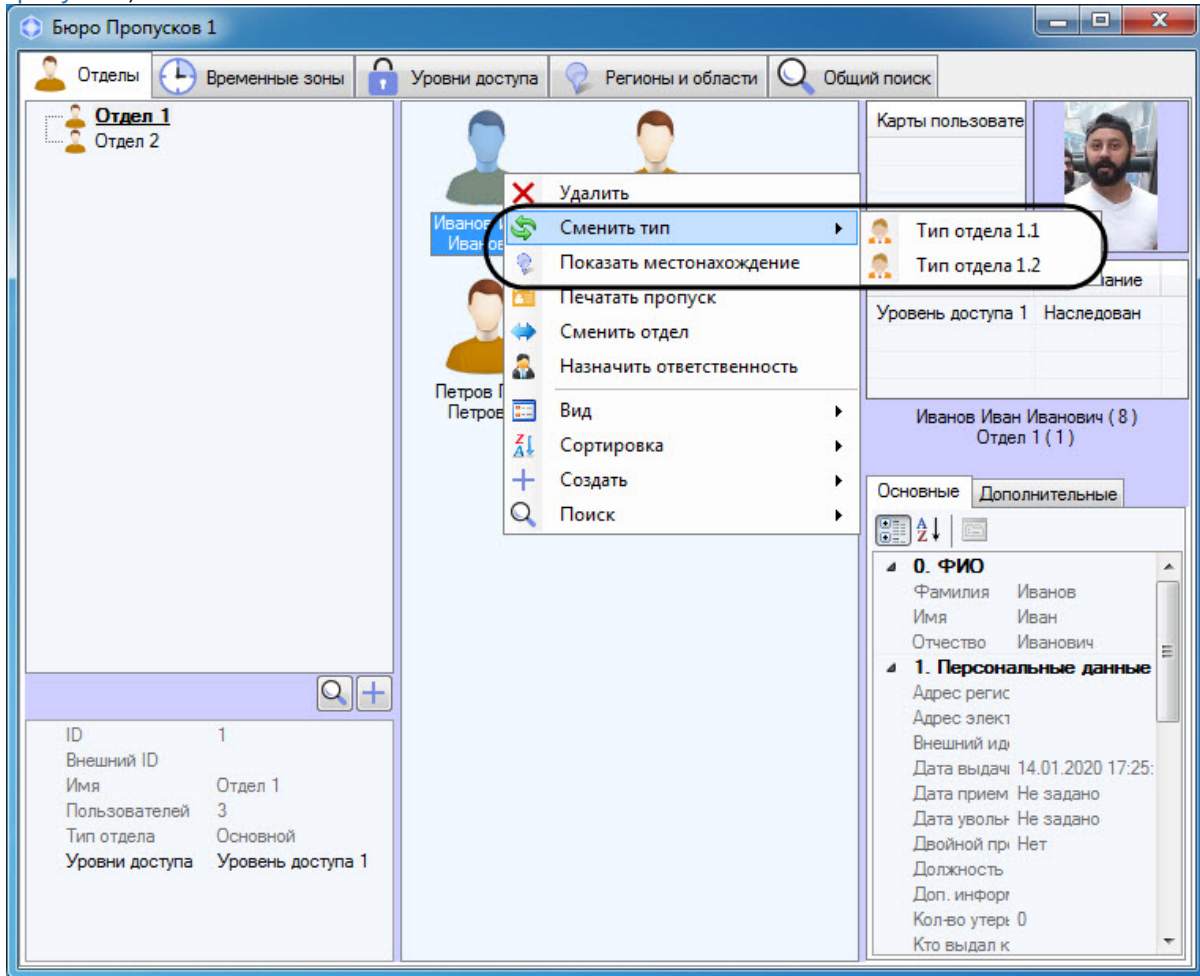 Бюро Пропусков 1
Отделы
Временные зоны
Уровни доступа
Регионы и области
Общий поиск
Отдел 1
Отдел 2
ID 1
Внешний ID
Имя Отдел 1
Пользователей 3
Тип отдела Основной
Уровни доступа Уровень доступа 1
Иванов
Петров
Петров
Удалить
Сменить тип
Показать местонахождение
Печатать пропуск
Сменить отдел
Назначить ответственность
Вид
Сортировка
Создать
Поиск
Тип отдела 1.1
Тип отдела 1.2
Карты пользовате
ание
Уровень доступа 1 Наследован
Иванов Иван Иванович ( 8 )
Отдел 1 ( 1 )
Основные
Дополнительные
0. ФИО
Фамилия Иванов
Имя Иван
Отчество Иванович
1. Персональные данные
Адрес регис
Адрес элект
Внешний ид
Дата выдач 14.01.2020 17:25:
Дата прием Не задано
Дата уволь Не задано
Двойной пр Нет
Должность
Доп. инфор
Кол-во утер 0
Кто выдал к